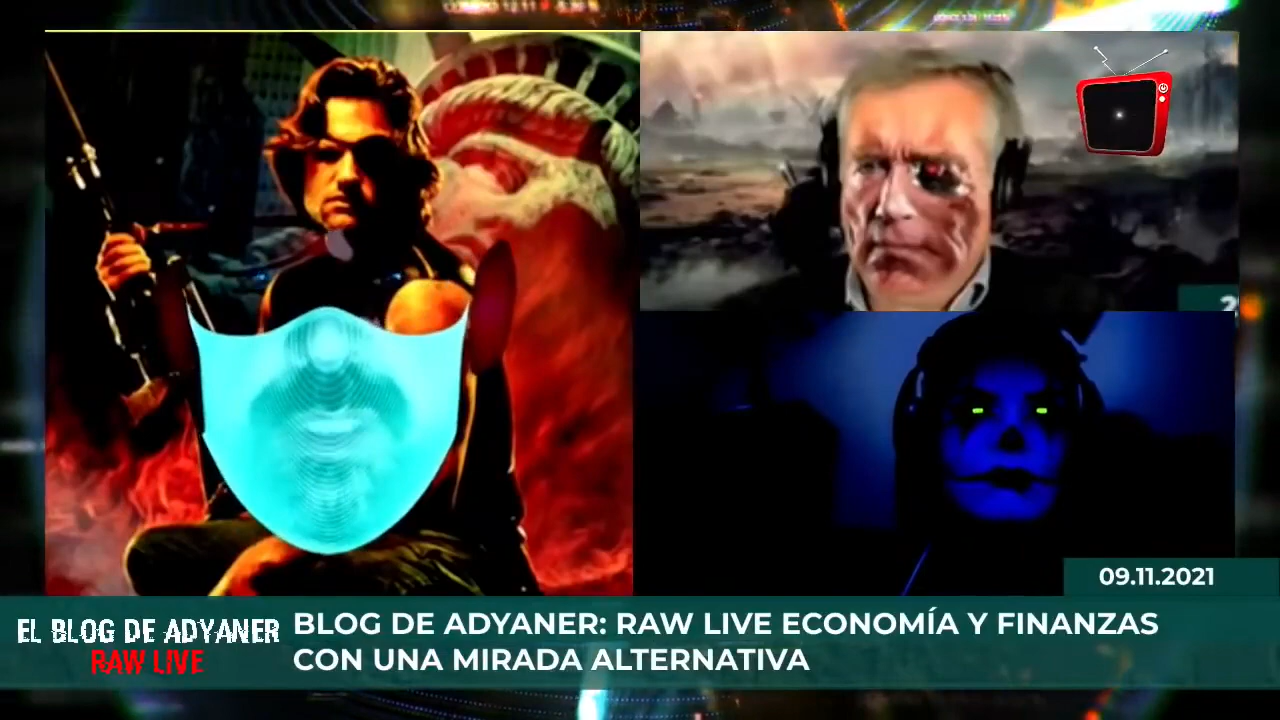 09.11.2021
EL BLOG DE ADYANER
RAW LIVE
BLOG DE ADYANER: RAW LIVE ECONOMÍA Y FINANZAS
CON UNA MIRADA ALTERNATIVA